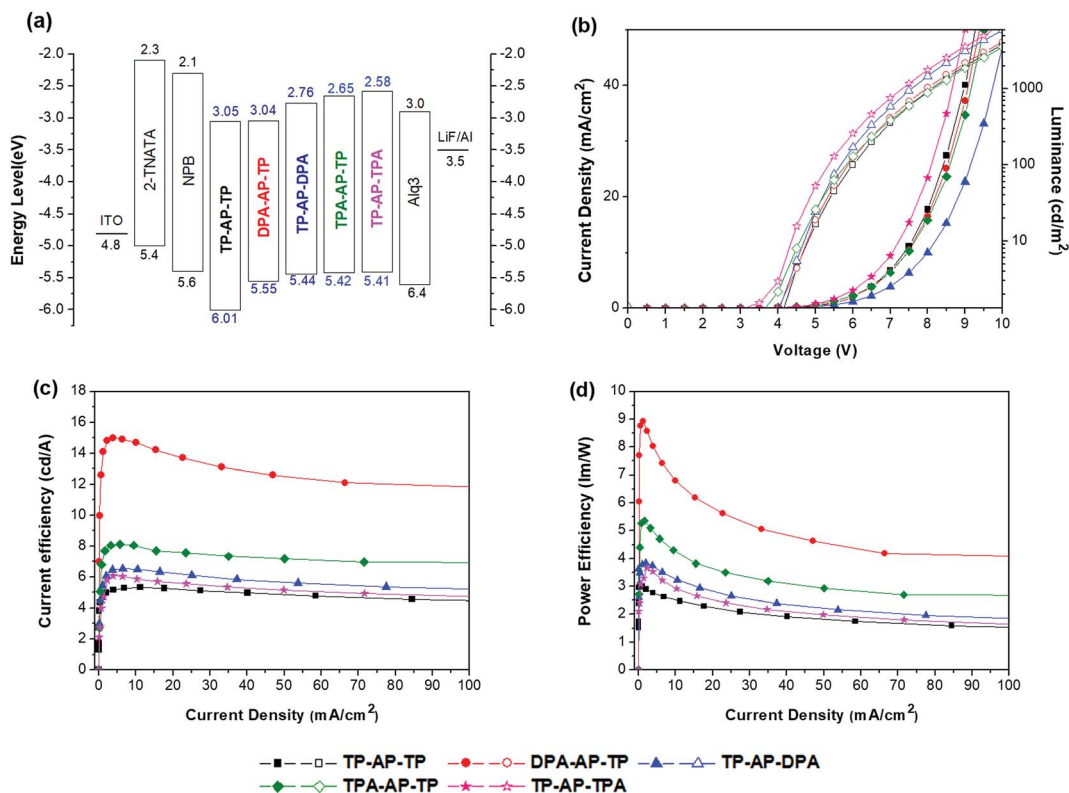 (a)
2.3
2.1
3.05
3.04
2.76
2.65
2.58
3.0
-2.0
-2.5
-3.0
-3.5
-4.0
-4.5
-5.0
-5.5
-6.0
Energy Level(eV)
ITO
4.8
2-TNATA
NPB
TP-AP-TP
DPA-AP-TP
TP-AP-DPA
TPA-AP-TP
TP-AP-TPA
Alq3
LiF/Al
3.5
5.4
5.6
6.01
5.55
5.44
5.42
5.41
6.4
-2.0
-2.5
-3.0
-3.5
-4.0
-4.5
-5.0
-5.5
-6.0
(b)
Current Density (mA/cm²)
40
20
0
0 1 2 3 4 5 6 7 8 9 10
Voltage (V)
1000
100
10
Luminance (cd/m²)
(c)
Current efficiency (cd/A)
18
16
14
12
10
8
6
4
2
0
0 10 20 30 40 50 60 70 80 90 100
Current Density (mA/cm²)
(d)
Power Efficiency (lm/W)
10
9
8
7
6
5
4
3
2
1
0
0 10 20 30 40 50 60 70 80 90 100
Current Density (mA/cm²)
TP-AP-TP DPA-AP-TP TP-AP-DPA
TPA-AP-TP TP-AP-TPA